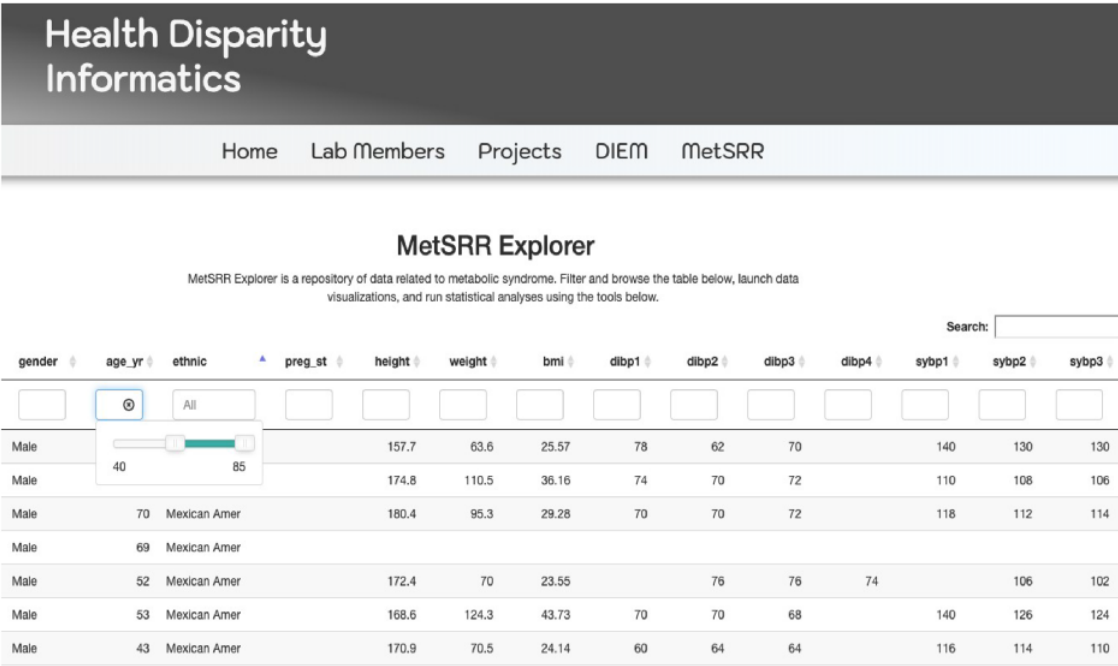 Health Disparity
Informatics
Home Lab Members Projects DIEM MetSRR
MetSRR Explorer
MetSRR Explorer is a repository of data related to metabolic syndrome. Filter and browse the table below, launch data
visualizations, and run statistical analyses using the tools below.
Search:
gender age_yr ethnic preg_st height weight bmi dibp1 dibp2 dibp3 dibp4 sybp1 sybp2 sybp3
All
Male 157.7 63.6 25.57 78 62 70 140 130 130
40 85
Male 174.8 110.5 36.16 74 70 72 110 108 106
Male 70 Mexican Amer 180.4 95.3 29.28 70 70 72 118 112 114
Male 69 Mexican Amer
Male 52 Mexican Amer 172.4 70 23.55 76 76 74 106 102
Male 53 Mexican Amer 168.6 124.3 43.73 70 70 68 140 126 124
Male 43 Mexican Amer 170.9 70.5 24.14 60 64 64 116 114 110